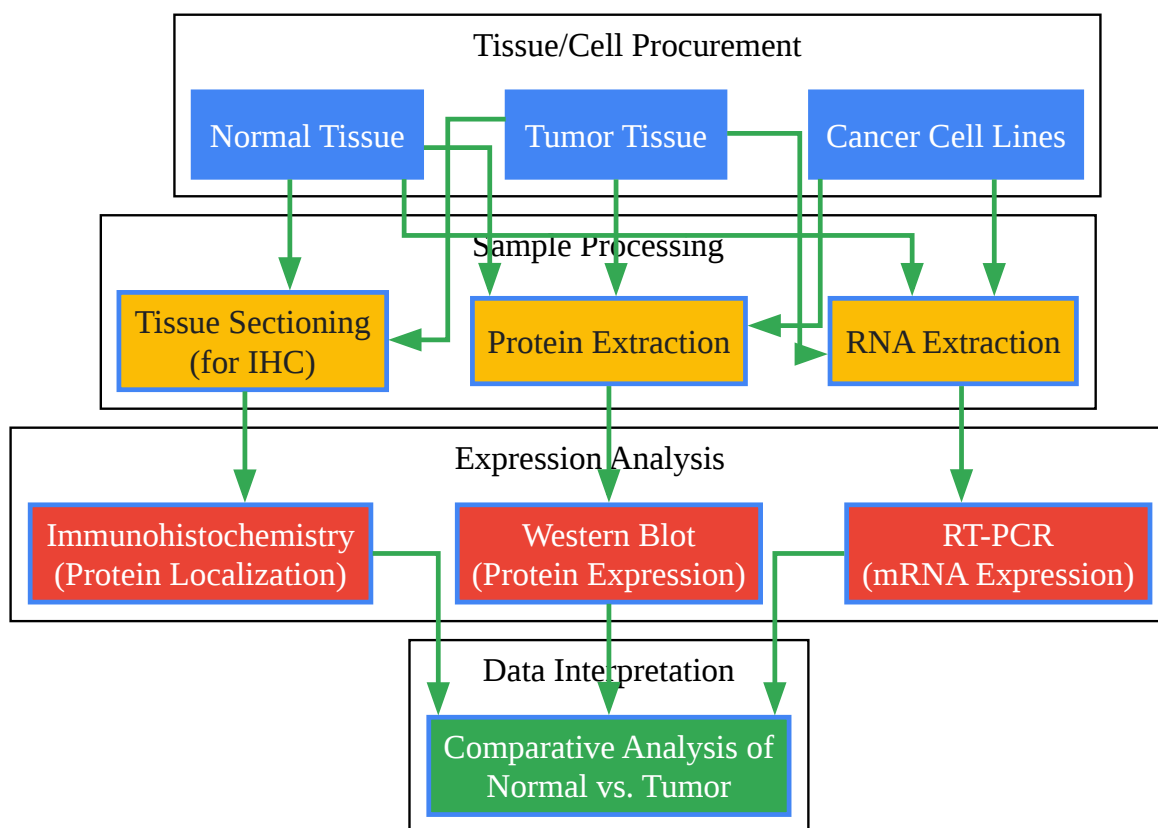 Tissue/Cell Procurement
Normal Tissue
Tumor Tissue
Cancer Cell Lines
Sample Processing
Tissue Sectioning
(for IHC)
Protein Extraction
RNA Extraction
Expression Analysis
Immunohistochemistry
(Protein Localization)
Western Blot
(Protein Expression)
RT-PCR
(mRNA Expression)
Data Interpretation
Comparative Analysis of
Normal vs. Tumor